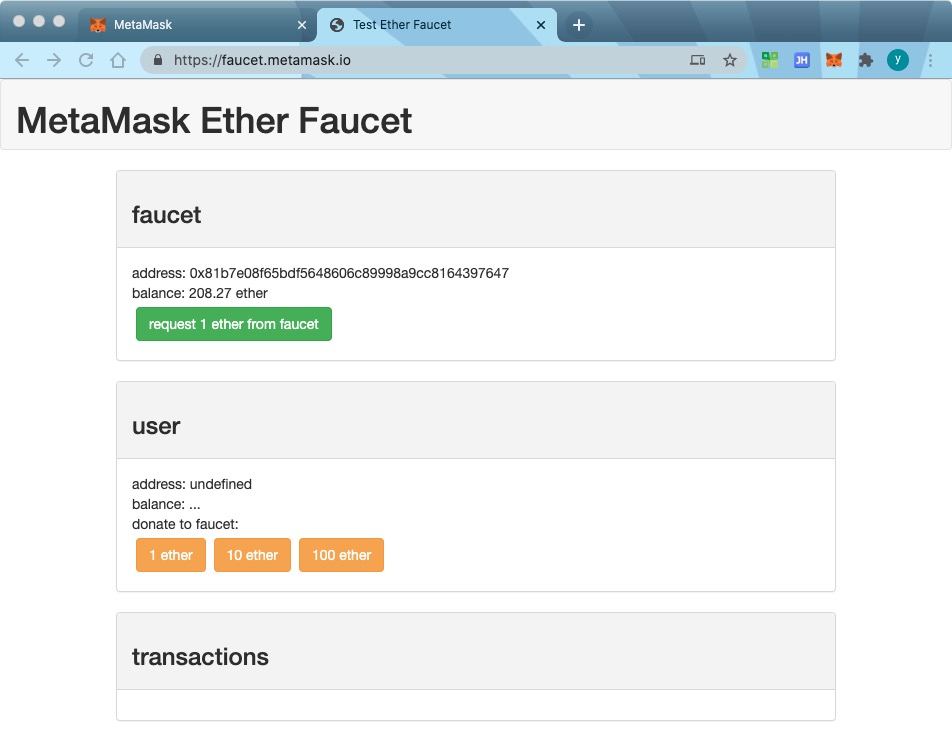 MetaMask
Test Ether Faucet
https://faucet.metamask.io
JH
y
MetaMask Ether Faucet
faucet
address: 0x81b7e08f65bdf5648606c89998a9cc8164397647
balance: 208.27 ether
request 1 ether from faucet
user
address: undefined
balance: ...
donate to faucet:
1 ether 10 ether 100 ether
transactions